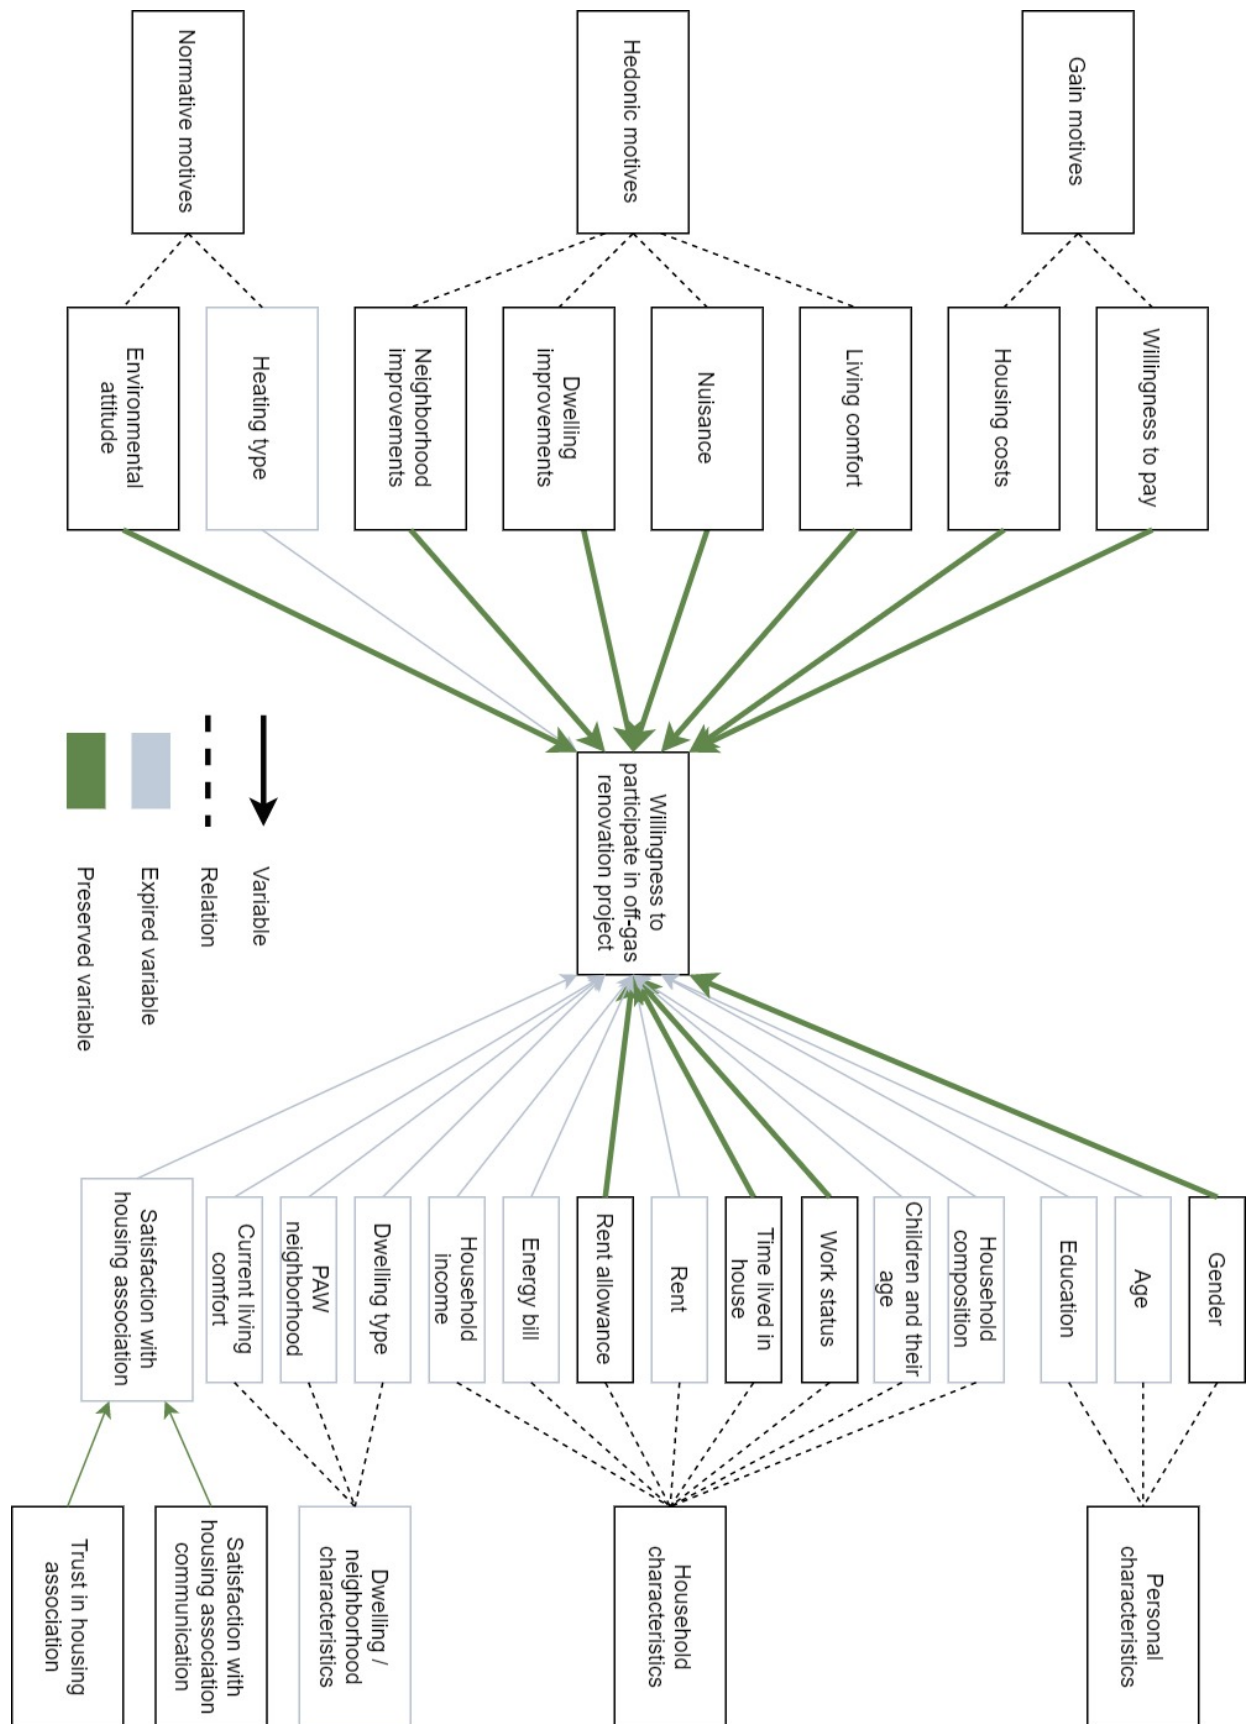 Gain motives
Hedonic motives
Normative motives
Willingness to pay
Housing costs
Living comfort
Nuisance
Dwelling
improvements
Neighborhood
improvements
Heating type
Environmental
attitude
Willingness to
participate in off-gas
renovation project
Variable
Relation
Expired variable
Preserved variable
Gender
Age
Education
Household
composition
Children and their
age
Work status
Time lived in
house
Rent
Rent allowance
Energy bill
Household
income
Dwelling type
PAW
neighborhood
Current living
comfort
Satisfaction with
housing association
Personal
characteristics
Household
characteristics
Dwelling /
neighborhood
characteristics
Satisfaction with
housing association
communication
Trust in housing
association